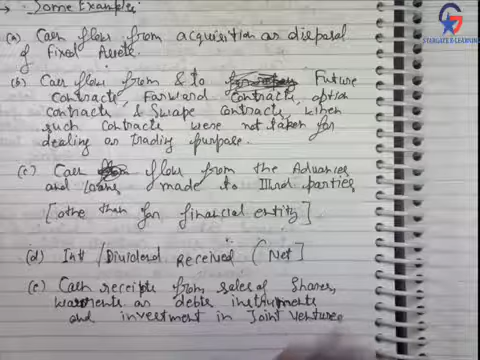 → Some Examples
(a) Cash flow from acquisition or disposal
of Fixed Assets.
(b) Cash flow from & to Future
contracts, Forward contracts, option
contracts & Swaps contracts, when
such contracts were not taken for
dealing or trading purpose.
(c) Cash flow from the Advances
and Loans made to IIIrd parties
[other than for financial entity]
(d) Int/Dividend received (Net)
(e) Cash receipts from sales of Shares,
warrents or debts instruments
and investment in Joint Ventures
STARGATE E-LEARNING